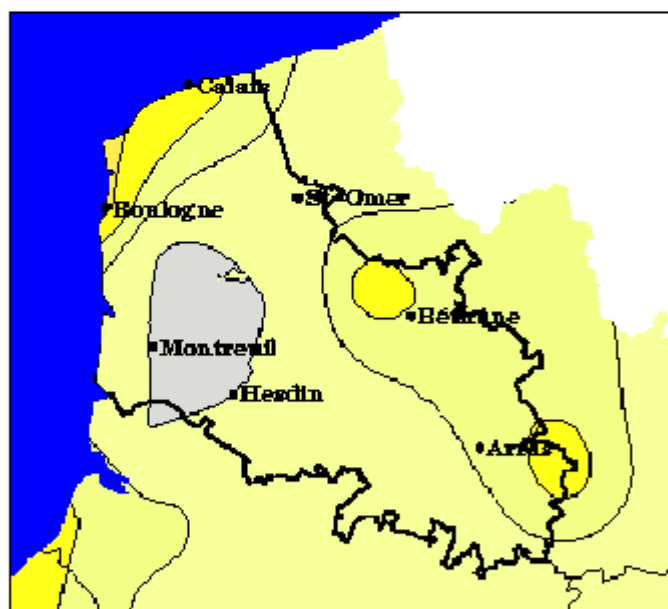 Calais
Boulogne
St Omer
Béthune
Montreuil
Hesdin
Arras